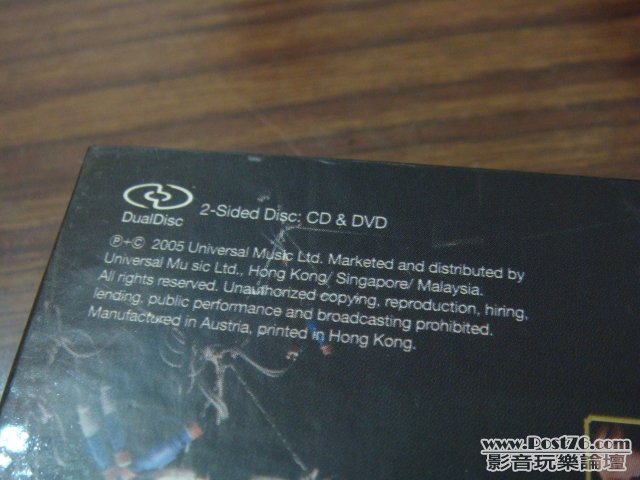 DualDisc 2-Sided Disc: CD & DVD
℗+© 2005 Universal Music Ltd. Marketed and distributed by
Universal Mu sic Ltd., Hong Kong/ Singapore/ Malaysia.
All rights reserved. Unauthorized copying, reproduction, hiring,
lending, public performance and broadcasting prohibited.
Manufactured in Austria, printed in Hong Kong.
www.Post76.com
影音玩樂論壇